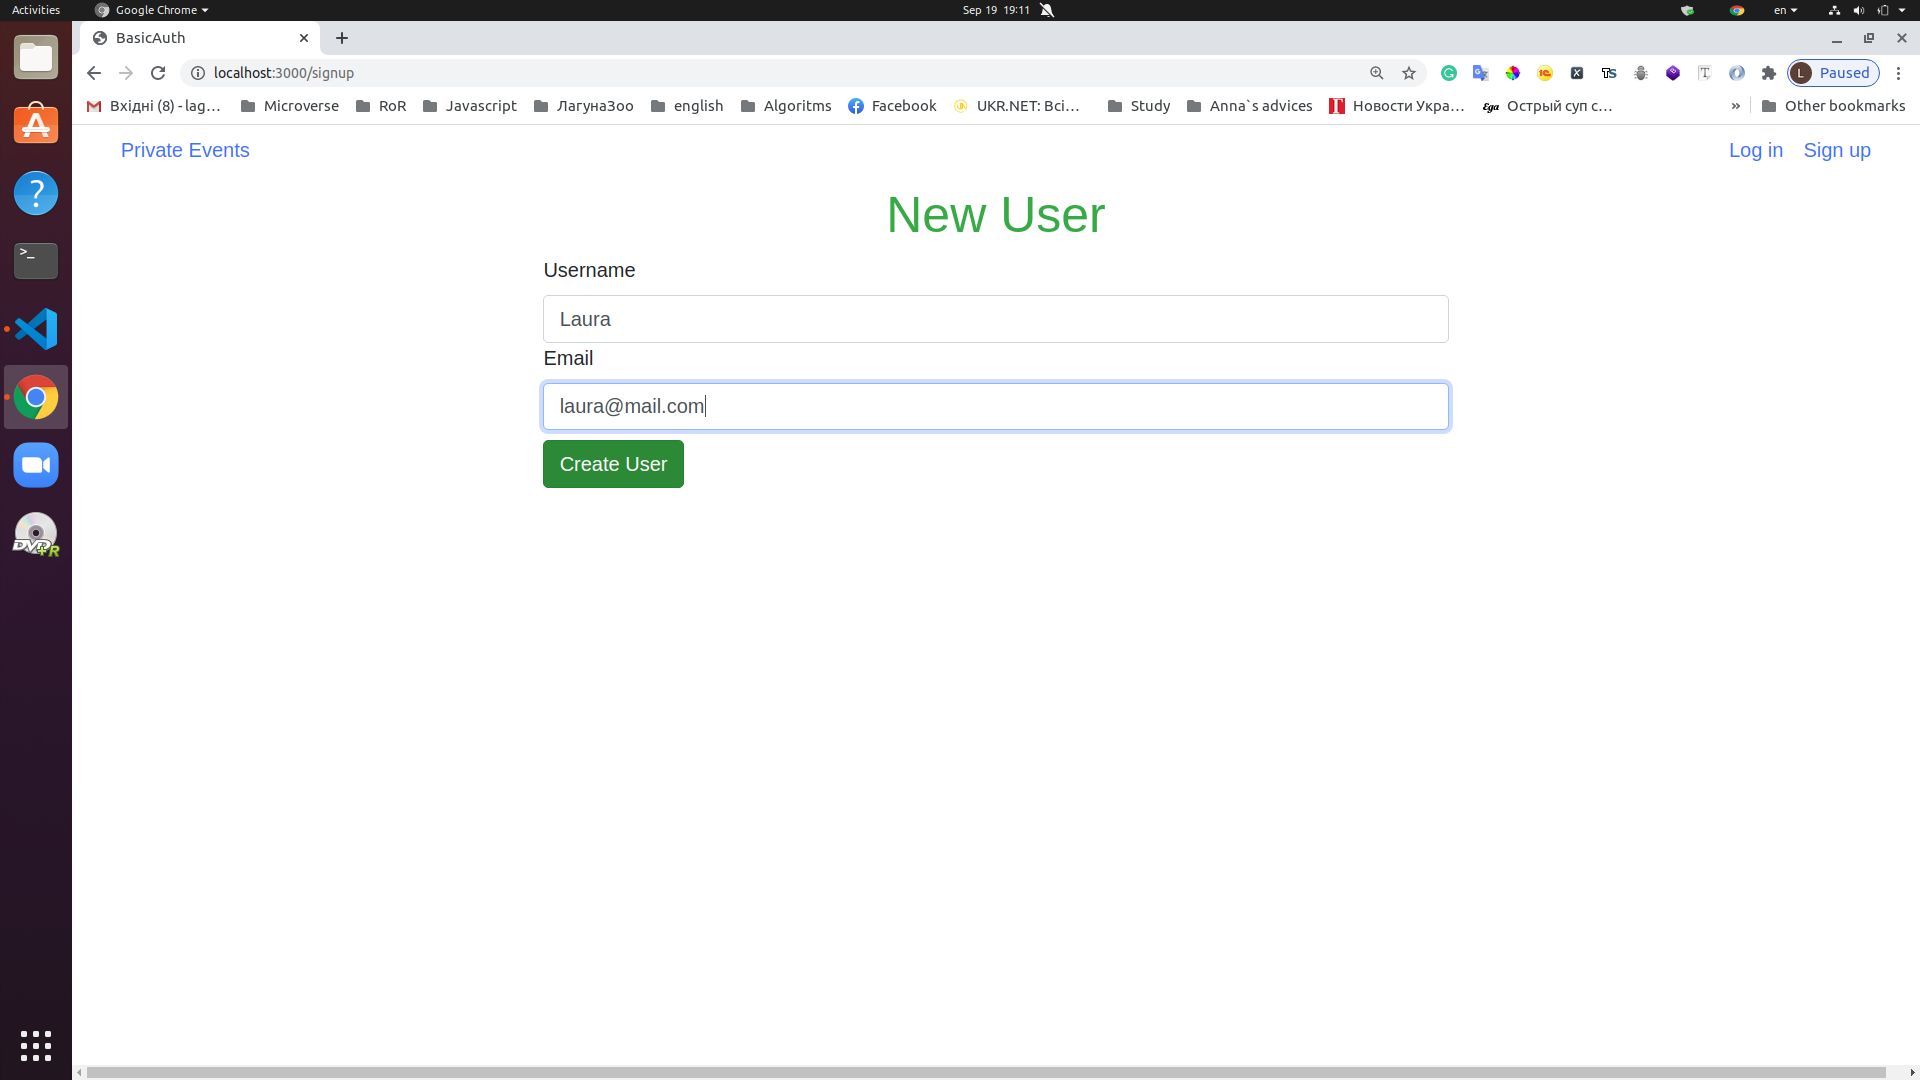 Activities Google Chrome Sep 19 19:11 en
BasicAuth
localhost:3000/signup L Paused
Вхідні (8) - lag… Microverse RoR Javascript ЛагунаЗоо english Algoritms Facebook UKR.NET: Всі… Study Anna`s advices Новости Укра… Острый суп с… » Other bookmarks
Private Events Log in Sign up
New User
Username
Laura
Email
laura@mail.com
Create User
DVD+R